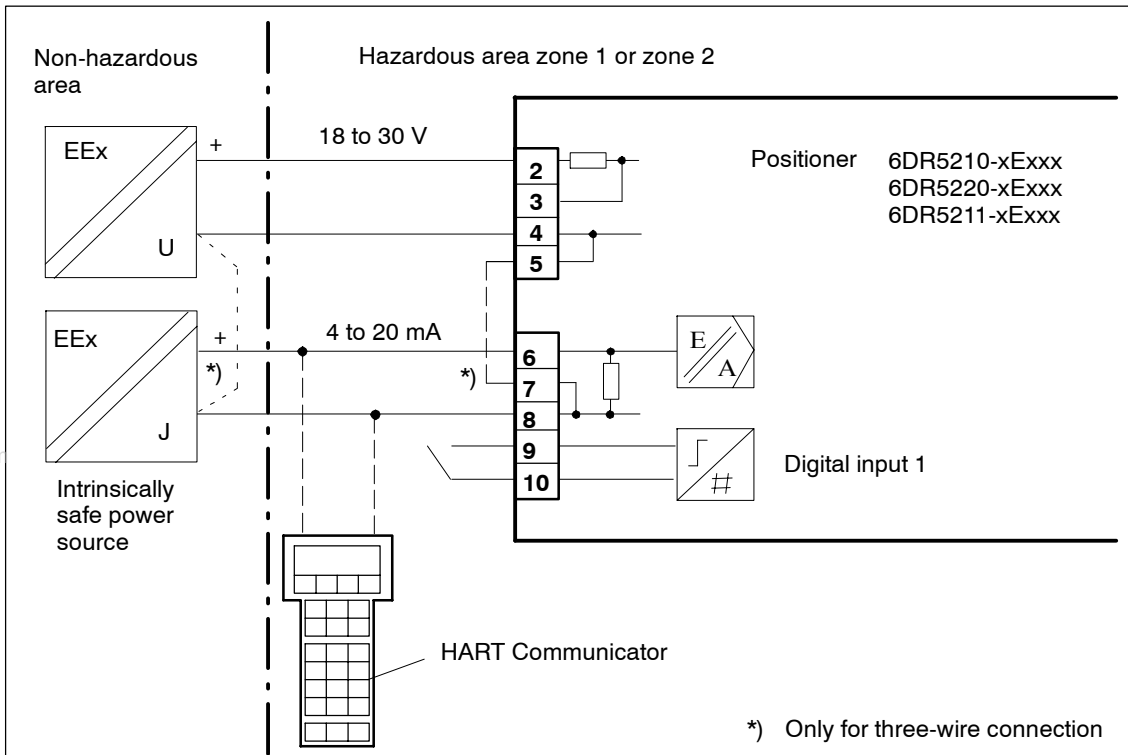 Non-hazardous
area
Hazardous area zone 1 or zone 2
EEx
U
+
18 to 30 V
2
3
4
5
Positioner
6DR5210-xExxx
6DR5220-xExxx
6DR5211-xExxx
EEx
J
+
*)
4 to 20 mA
*)
6
7
8
9
10
E
A
#
Digital input 1
Intrinsically
safe power
source
HART Communicator
*) Only for three-wire connection